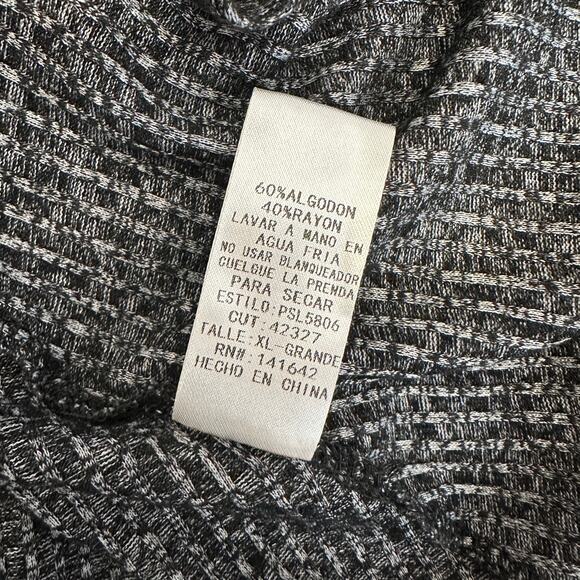 60%ALGODON
40%RAYON
LAVAR A MANO EN
AGUA FRIA
NO USAR BLANQUEADOR
CUELGUE LA PRENDA
PARA SECAR
ESTILO:PSL5806
CUT:42327
TALLE:XL-GRANDE
RN#:141642
HECHO EN CHINA